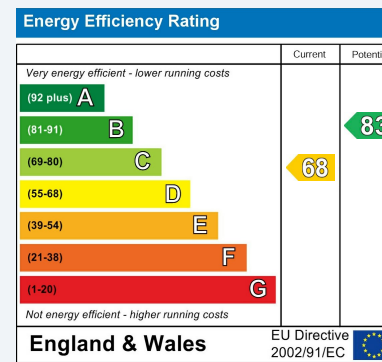 Energy Efficiency Rating
Current Potenti
Very energy efficient - lower running costs
(92 plus) A
(81-91) B
83
(69-80) C
68
(55-68) D
(39-54) E
(21-38) F
(1-20) G
Not energy efficient - higher running costs
England & Wales
EU Directive
2002/91/EC